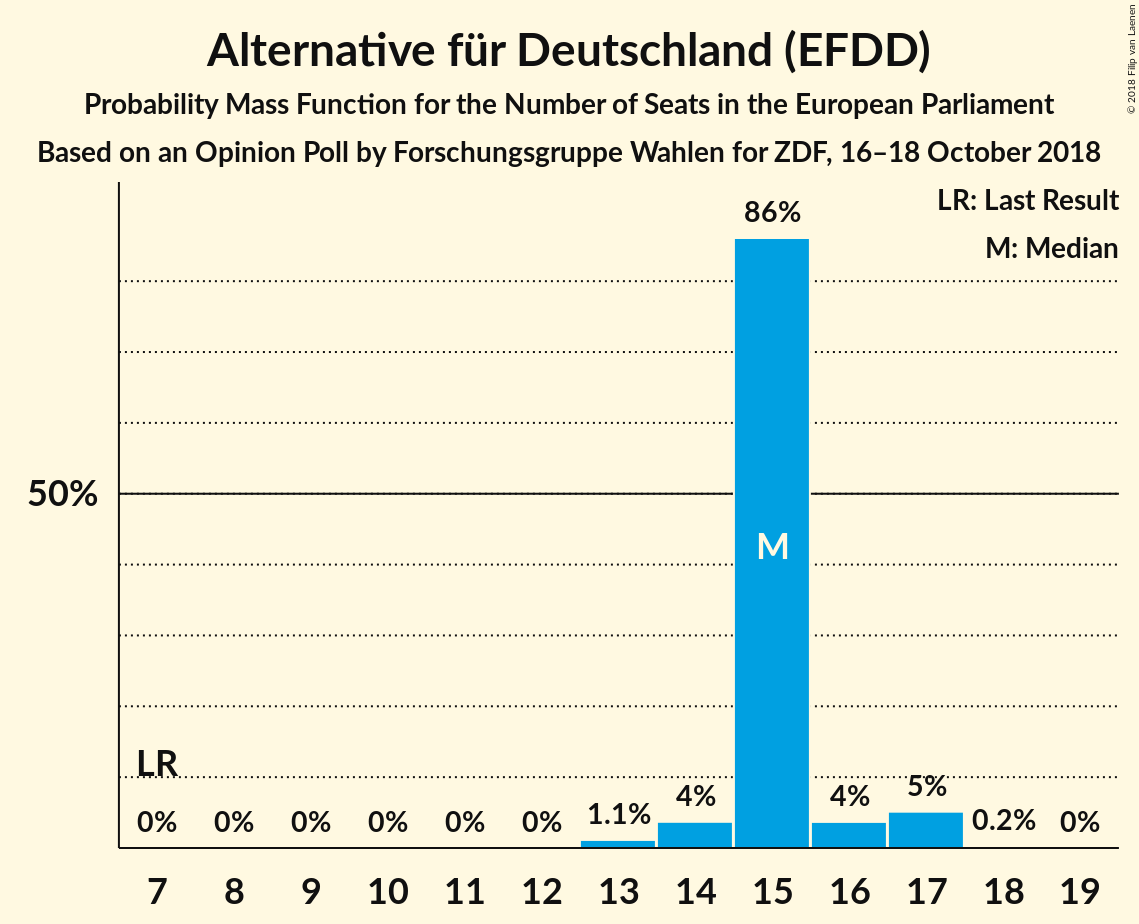 Alternative für Deutschland (EFDD)
Probability Mass Function for the Number of Seats in the European Parliament
Based on an Opinion Poll by Forschungsgruppe Wahlen for ZDF, 16–18 October 2018
© 2018 Filip van Laenen
LR: Last Result
M: Median
86%
50%
M
LR
0% 0% 0% 0% 0% 0% 1.1% 4% 4% 5% 0.2% 0%
7 8 9 10 11 12 13 14 15 16 17 18 19